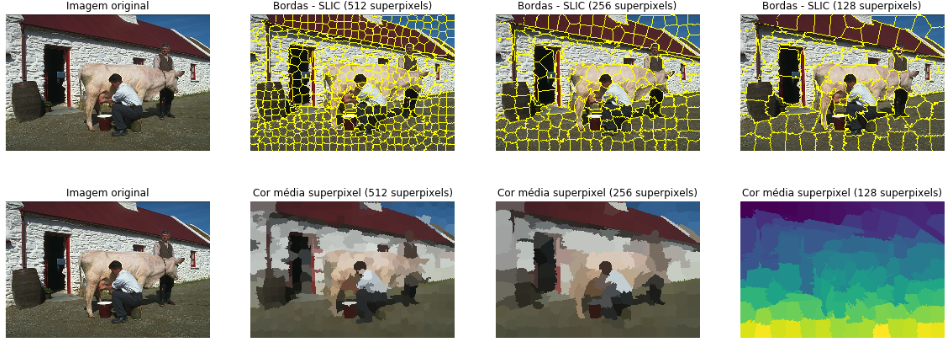 Imagem original
Bordas - SLIC (512 superpixels)
Bordas - SLIC (256 superpixels)
Bordas - SLIC (128 superpixels)
Imagem original
Cor média superpixel (512 superpixels)
Cor média superpixel (256 superpixels)
Cor média superpixel (128 superpixels)